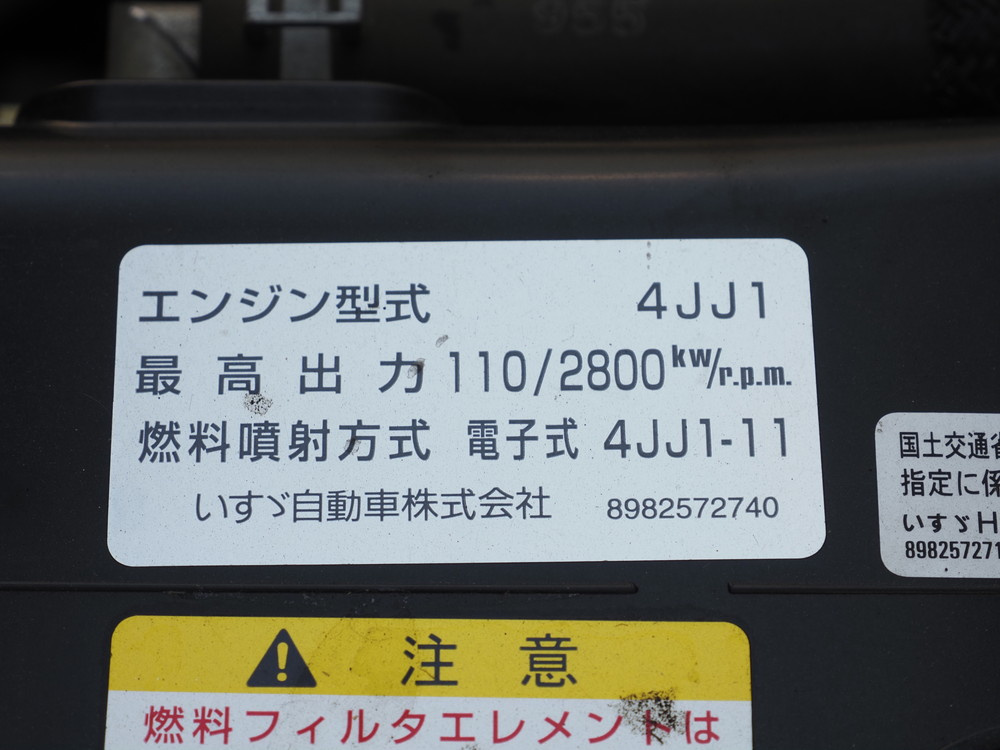 エンジン型式 4JJ1
最高出力 110/2800kw/r.p.m.
燃料噴射方式 電子式 4JJ1-11
いすゞ自動車株式会社 8982572740
国土交通省
指定に係
いすゞH
898257271
注意
燃料フィルタエレメントは